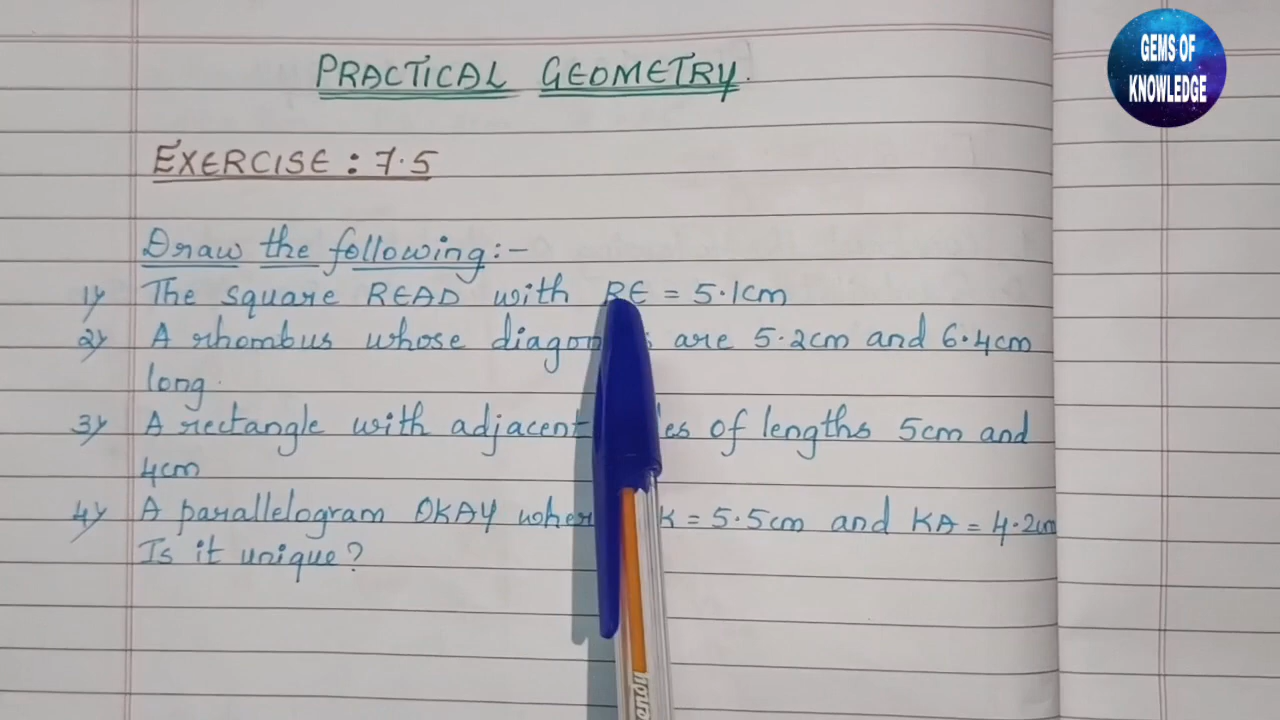 GEMS OF
KNOWLEDGE
PRACTICAL GEOMETRY.
EXERCISE : 7.5
Draw the following:-
1) The square READ with RE = 5.1cm
2) A rhombus whose are 5.2cm and 6.4cm
long.
3) A rectangle with adjacent of lengths 5cm and
4cm
4) A parallelogram OKAY = 5.5cm and KA = 4.2cm
Is it unique?